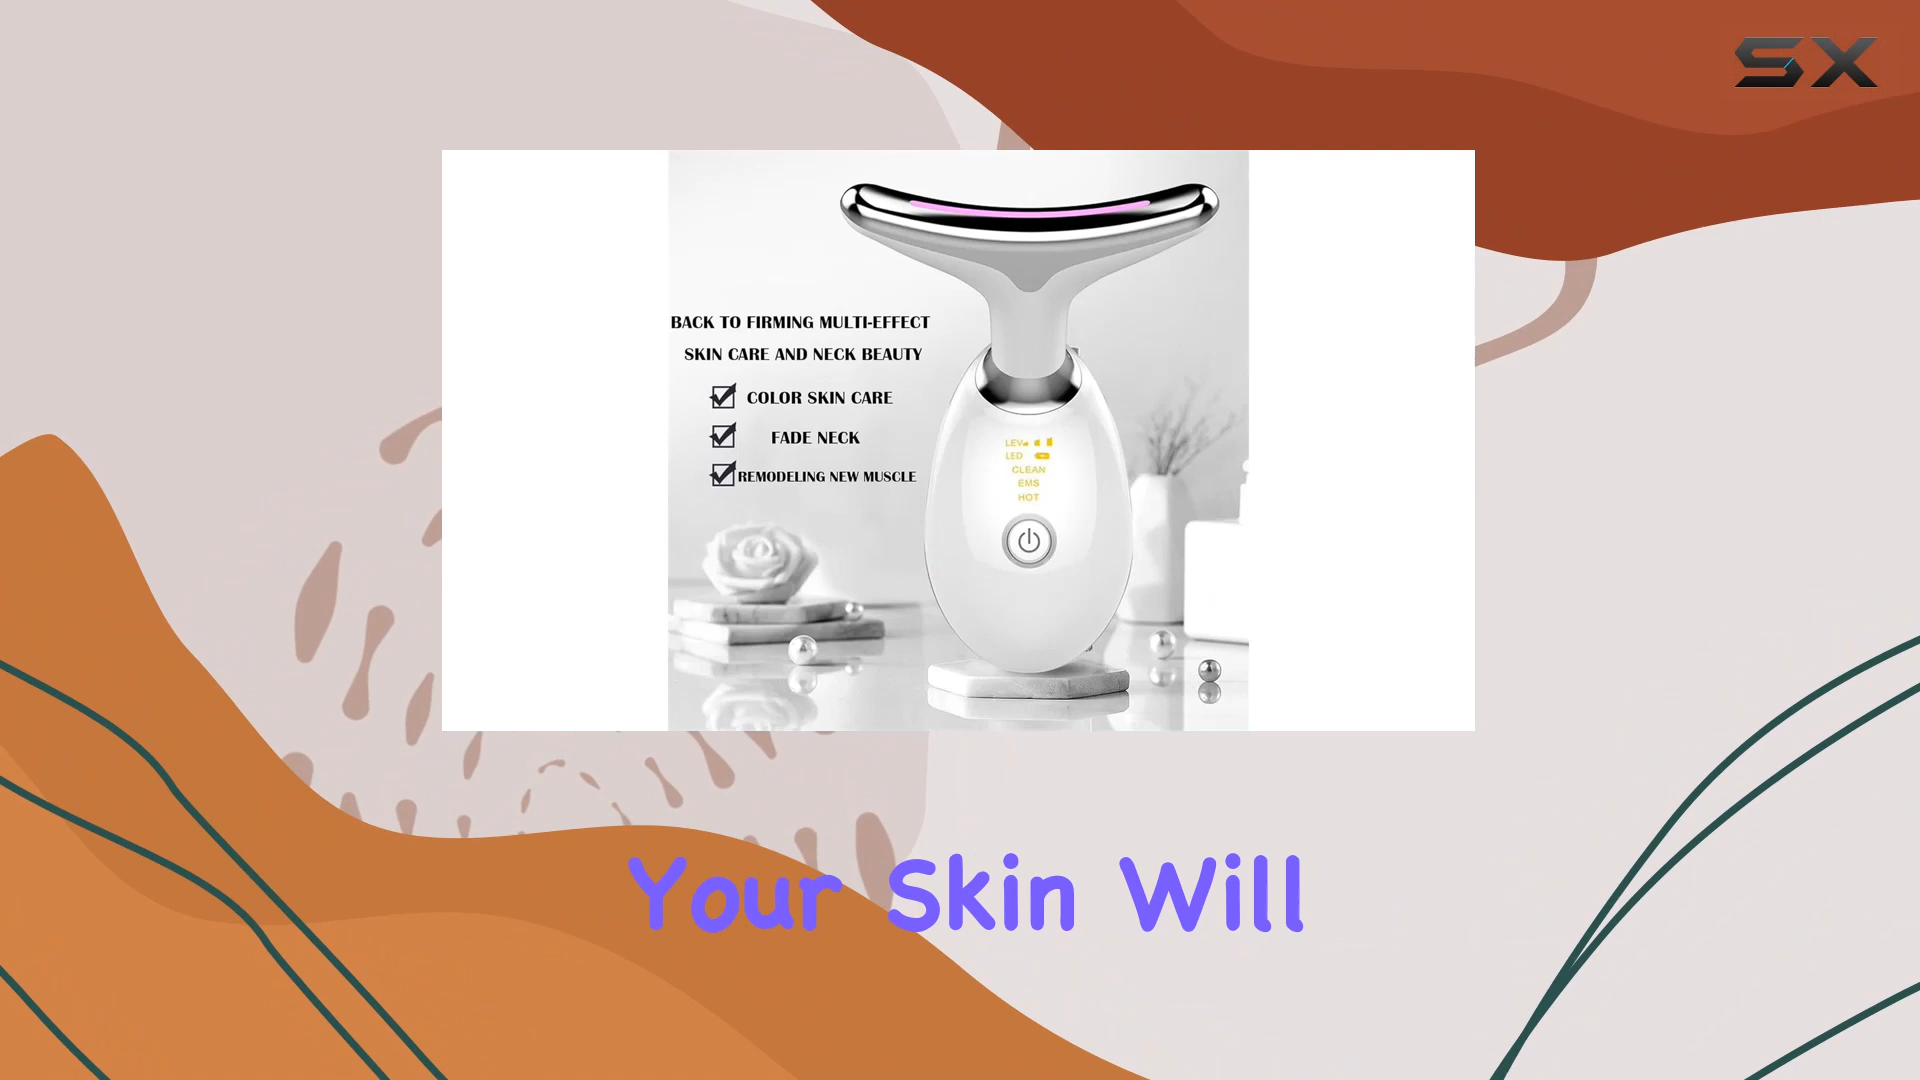 SX
BACK TO FIRMING MULTI-EFFECT
SKIN CARE AND NECK BEAUTY
COLOR SKIN CARE
FADE NECK
REMODELING NEW MUSCLE
LEV
LED
CLEAN
EMS
HOT
Your Skin Will